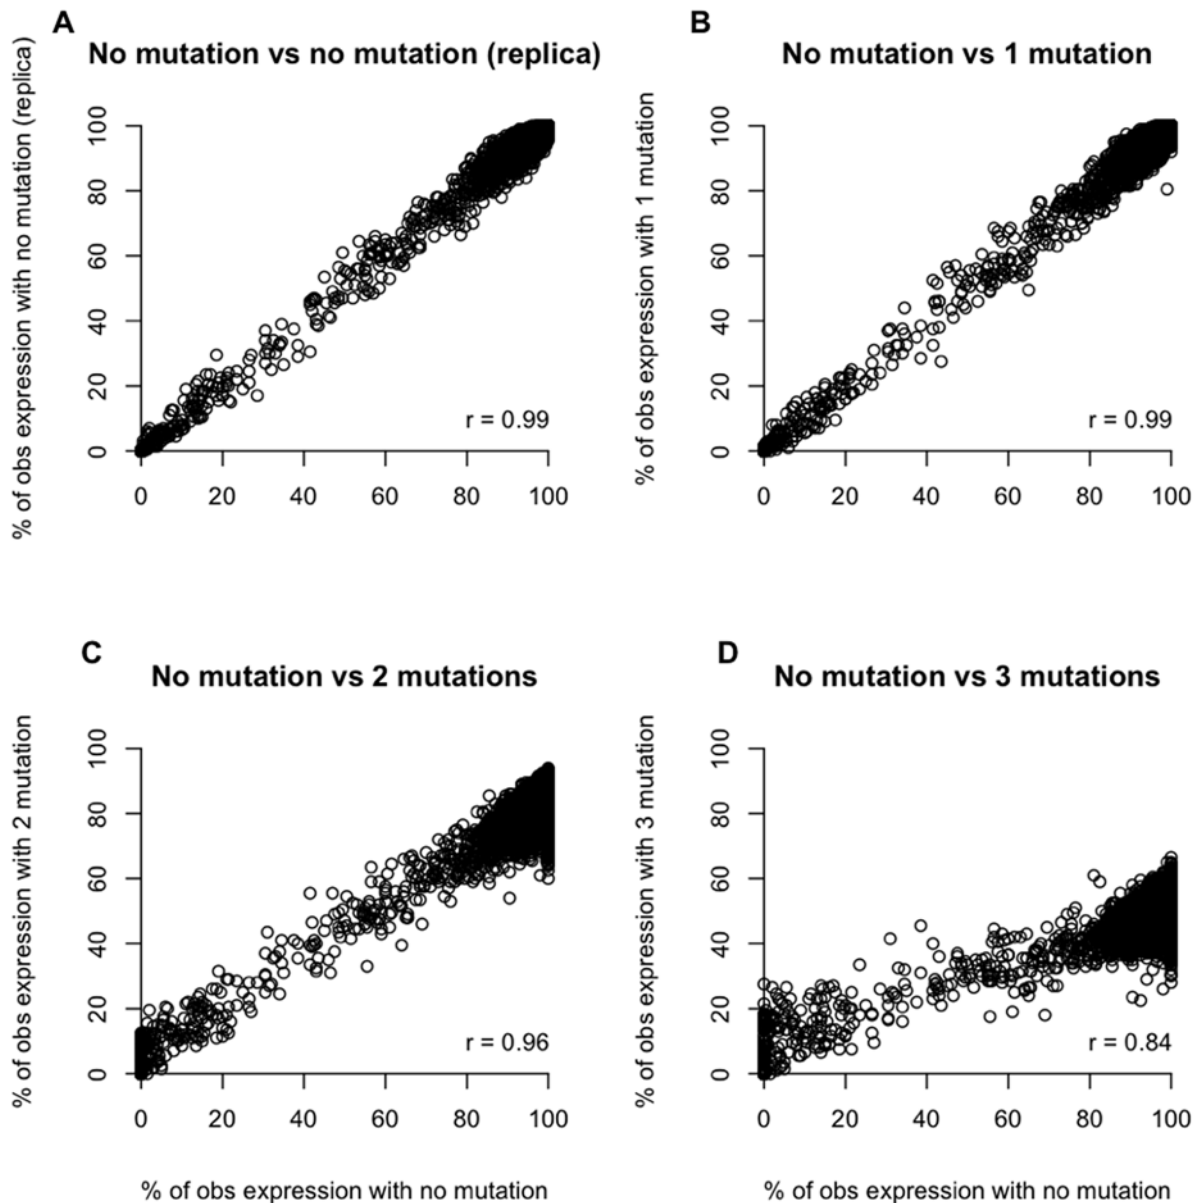 A
No mutation vs no mutation (replica)
% of obs expression with no mutation (replica)
100
80
60
40
20
0
r = 0.99
0 20 40 60 80 100
B
No mutation vs 1 mutation
% of obs expression with 1 mutation
100
80
60
40
20
0
r = 0.99
0 20 40 60 80 100
C
No mutation vs 2 mutations
% of obs expression with 2 mutation
100
80
60
40
20
0
r = 0.96
0 20 40 60 80 100
% of obs expression with no mutation
D
No mutation vs 3 mutations
% of obs expression with 3 mutation
100
80
60
40
20
0
r = 0.84
0 20 40 60 80 100
% of obs expression with no mutation